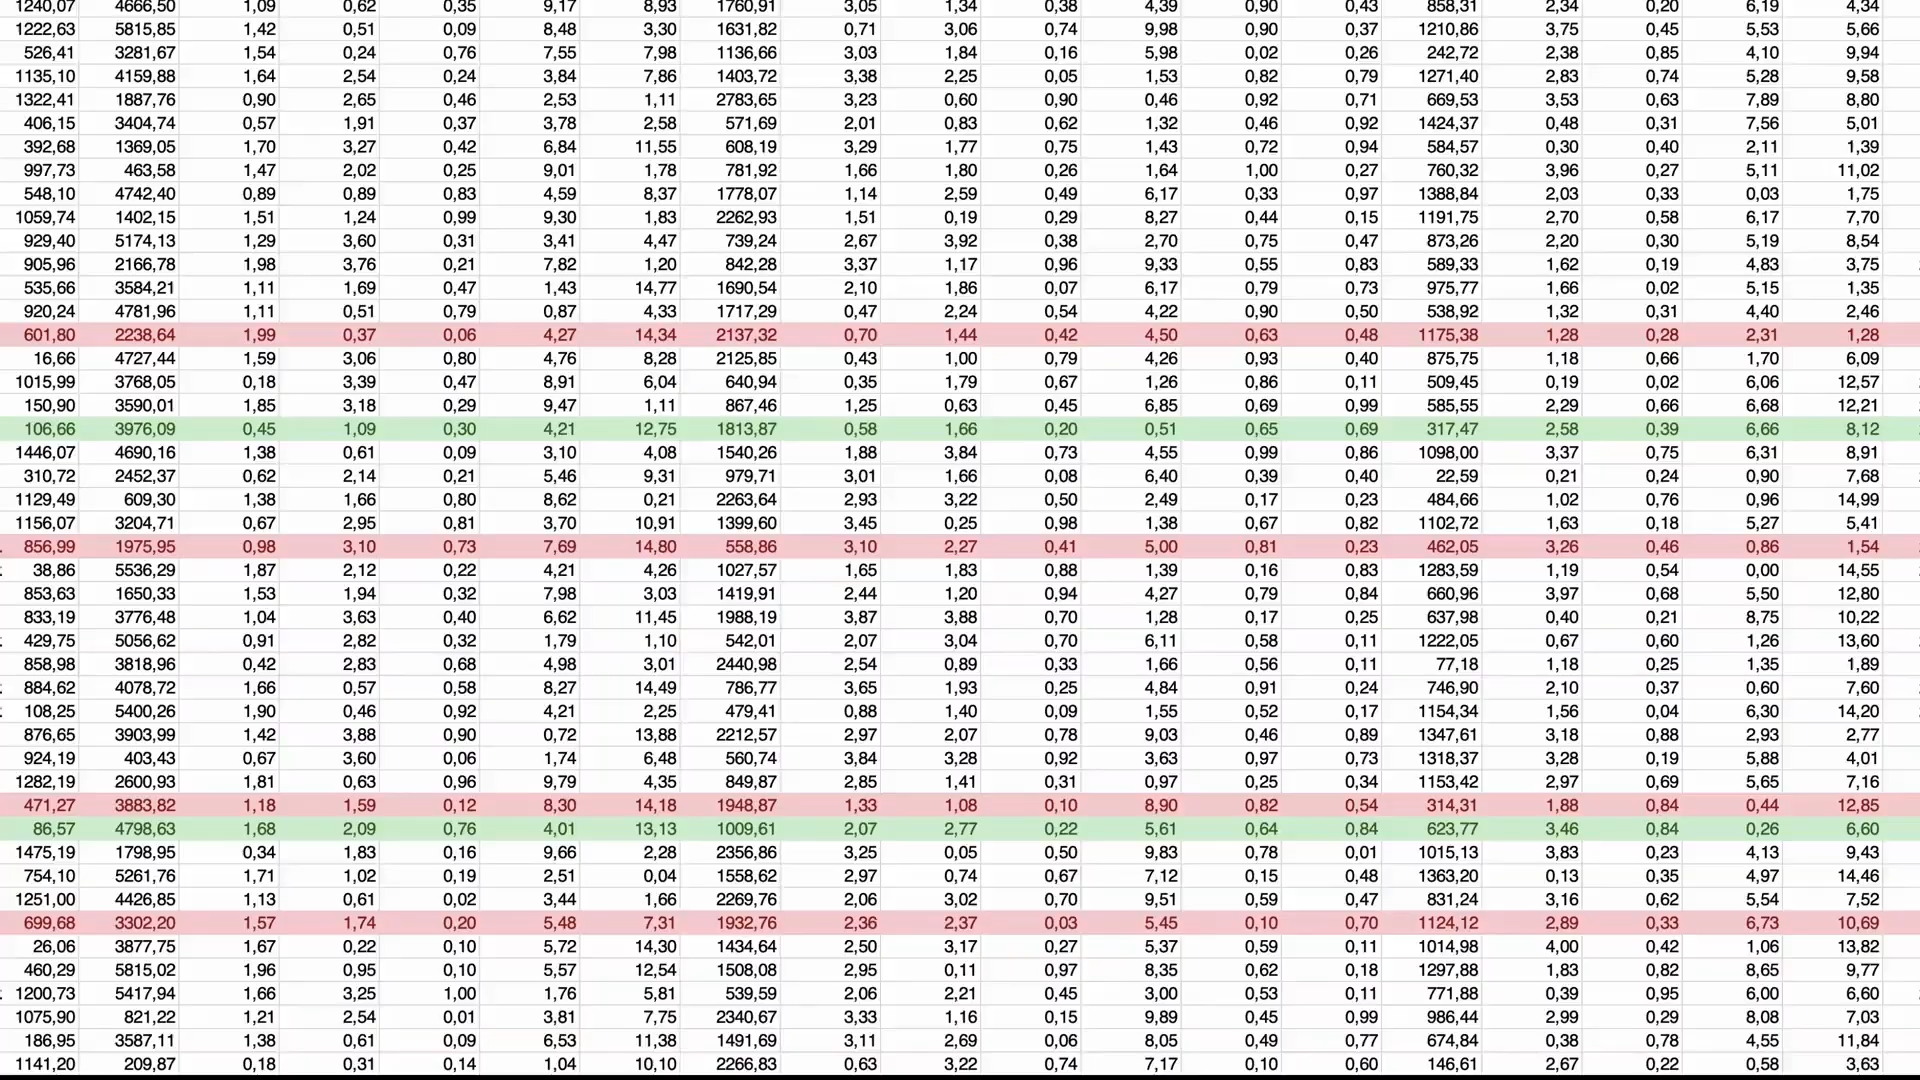 1240,07 4666,50 1,09 0,62 0,35 9,17 8,93 1760,91 3,05 1,34 0,38 4,39 0,90 0,43 858,31 2,34 0,20 6,19 4,34
1222,63 5815,85 1,42 0,51 0,09 8,48 3,30 1631,82 0,71 3,06 0,74 9,98 0,90 0,37 1210,86 3,75 0,45 5,53 5,66
526,41 3281,67 1,54 0,24 0,76 7,55 7,98 1136,66 3,03 1,84 0,16 5,98 0,02 0,26 242,72 2,38 0,85 4,10 9,94
1135,10 4159,88 1,64 2,54 0,24 3,84 7,86 1403,72 3,38 2,25 0,05 1,53 0,82 0,79 1271,40 2,83 0,74 5,28 9,58
1322,41 1887,76 0,90 2,65 0,46 2,53 1,11 2783,65 3,23 0,60 0,90 0,46 0,92 0,71 669,53 3,53 0,63 7,89 8,80
406,15 3404,74 0,57 1,91 0,37 3,78 2,58 571,69 2,01 0,83 0,62 1,32 0,46 0,92 1424,37 0,48 0,31 7,56 5,01
392,68 1369,05 1,70 3,27 0,42 6,84 11,55 608,19 3,29 1,77 0,75 1,43 0,72 0,94 584,57 0,30 0,40 2,11 1,39
997,73 463,58 1,47 2,02 0,25 9,01 1,78 781,92 1,66 1,80 0,26 1,64 1,00 0,27 760,32 3,96 0,27 5,11 11,02
548,10 4742,40 0,89 0,89 0,83 4,59 8,37 1778,07 1,14 2,59 0,49 6,17 0,33 0,97 1388,84 2,03 0,33 0,03 1,75
1059,74 1402,15 1,51 1,24 0,99 9,30 1,83 2262,93 1,51 0,19 0,29 8,27 0,44 0,15 1191,75 2,70 0,58 6,17 7,70
929,40 5174,13 1,29 3,60 0,31 3,41 4,47 739,24 2,67 3,92 0,38 2,70 0,75 0,47 873,26 2,20 0,30 5,19 8,54
905,96 2166,78 1,98 3,76 0,21 7,82 1,20 842,28 3,37 1,17 0,96 9,33 0,55 0,83 589,33 1,62 0,19 4,83 3,75
535,66 3584,21 1,11 1,69 0,47 1,43 14,77 1690,54 2,10 1,86 0,07 6,17 0,79 0,73 975,77 1,66 0,02 5,15 1,35
920,24 4781,96 1,11 0,51 0,79 0,87 4,33 1717,29 0,47 2,24 0,54 4,22 0,90 0,50 538,92 1,32 0,31 4,40 2,46
601,80 2238,64 1,99 0,37 0,06 4,27 14,34 2137,32 0,70 1,44 0,42 4,50 0,63 0,48 1175,38 1,28 0,28 2,31 1,28
16,66 4727,44 1,59 3,06 0,80 4,76 8,28 2125,85 0,43 1,00 0,79 4,26 0,93 0,40 875,75 1,18 0,66 1,70 6,09
1015,99 3768,05 0,18 3,39 0,47 8,91 6,04 640,94 0,35 1,79 0,67 1,26 0,86 0,11 509,45 0,19 0,02 6,06 12,57
150,90 3590,01 1,85 3,18 0,29 9,47 1,11 867,46 1,25 0,63 0,45 6,85 0,69 0,99 585,55 2,29 0,66 6,68 12,21
106,66 3976,09 0,45 1,09 0,30 4,21 12,75 1813,87 0,58 1,66 0,20 0,51 0,65 0,69 317,47 2,58 0,39 6,66 8,12
1446,07 4690,16 1,38 0,61 0,09 3,10 4,08 1540,26 1,88 3,84 0,73 4,55 0,99 0,86 1098,00 3,37 0,75 6,31 8,91
310,72 2452,37 0,62 2,14 0,21 5,46 9,31 979,71 3,01 1,66 0,08 6,40 0,39 0,40 22,59 0,21 0,24 0,90 7,68
1129,49 609,30 1,38 1,66 0,80 8,62 0,21 2263,64 2,93 3,22 0,50 2,49 0,17 0,23 484,66 1,02 0,76 0,96 14,99
1156,07 3204,71 0,67 2,95 0,81 3,70 10,91 1399,60 3,45 0,25 0,98 1,38 0,67 0,82 1102,72 1,63 0,18 5,27 5,41
856,99 1975,95 0,98 3,10 0,73 7,69 14,80 558,86 3,10 2,27 0,41 5,00 0,81 0,23 462,05 3,26 0,46 0,86 1,54
38,86 5536,29 1,87 2,12 0,22 4,21 4,26 1027,57 1,65 1,83 0,88 1,39 0,16 0,83 1283,59 1,19 0,54 0,00 14,55
853,63 1650,33 1,53 1,94 0,32 7,98 3,03 1419,91 2,44 1,20 0,94 4,27 0,79 0,84 660,96 3,97 0,68 5,50 12,80
833,19 3776,48 1,04 3,63 0,40 6,62 11,45 1988,19 3,87 3,88 0,70 1,28 0,17 0,25 637,98 0,40 0,21 8,75 10,22
429,75 5056,62 0,91 2,82 0,32 1,79 1,10 542,01 2,07 3,04 0,70 6,11 0,58 0,11 1222,05 0,67 0,60 1,26 13,60
858,98 3818,96 0,42 2,83 0,68 4,98 3,01 2440,98 2,54 0,89 0,33 1,66 0,56 0,11 77,18 1,18 0,25 1,35 1,89
884,62 4078,72 1,66 0,57 0,58 8,27 14,49 786,77 3,65 1,93 0,25 4,84 0,91 0,24 746,90 2,10 0,37 0,60 7,60
108,25 5400,26 1,90 0,46 0,92 4,21 2,25 479,41 0,88 1,40 0,09 1,55 0,52 0,17 1154,34 1,56 0,04 6,30 14,20
876,65 3903,99 1,42 3,88 0,90 0,72 13,88 2212,57 2,97 2,07 0,78 9,03 0,46 0,89 1347,61 3,18 0,88 2,93 2,77
924,19 403,43 0,67 3,60 0,06 1,74 6,48 560,74 3,84 3,28 0,92 3,63 0,97 0,73 1318,37 3,28 0,19 5,88 4,01
1282,19 2600,93 1,81 0,63 0,96 9,79 4,35 849,87 2,85 1,41 0,31 0,97 0,25 0,34 1153,42 2,97 0,69 5,65 7,16
471,27 3883,82 1,18 1,59 0,12 8,30 14,18 1948,87 1,33 1,08 0,10 8,90 0,82 0,54 314,31 1,88 0,84 0,44 12,85
86,57 4798,63 1,68 2,09 0,76 4,01 13,13 1009,61 2,07 2,77 0,22 5,61 0,64 0,84 623,77 3,46 0,84 0,26 6,60
1475,19 1798,95 0,34 1,83 0,16 9,66 2,28 2356,86 3,25 0,05 0,50 9,83 0,78 0,01 1015,13 3,83 0,23 4,13 9,43
754,10 5261,76 1,71 1,02 0,19 2,51 0,04 1558,62 2,97 0,74 0,67 7,12 0,15 0,48 1363,20 0,13 0,35 4,97 14,46
1251,00 4426,85 1,13 0,61 0,02 3,44 1,66 2269,76 2,06 3,02 0,70 9,51 0,59 0,47 831,24 3,16 0,62 5,54 7,52
699,68 3302,20 1,57 1,74 0,20 5,48 7,31 1932,76 2,36 2,37 0,03 5,45 0,10 0,70 1124,12 2,89 0,33 6,73 10,69
26,06 3877,75 1,67 0,22 0,10 5,72 14,30 1434,64 2,50 3,17 0,27 5,37 0,59 0,11 1014,98 4,00 0,42 1,06 13,82
460,29 5815,02 1,96 0,95 0,10 5,57 12,54 1508,08 2,95 0,11 0,97 8,35 0,62 0,18 1297,88 1,83 0,82 8,65 9,77
1200,73 5417,94 1,66 3,25 1,00 1,76 5,81 539,59 2,06 2,21 0,45 3,00 0,53 0,11 771,88 0,39 0,95 6,00 6,60
1075,90 821,22 1,21 2,54 0,01 3,81 7,75 2340,67 3,33 1,16 0,15 9,89 0,45 0,99 986,44 2,99 0,29 8,08 7,03
186,95 3587,11 1,38 0,61 0,09 6,53 11,38 1491,69 3,11 2,69 0,06 8,05 0,49 0,77 674,84 0,38 0,78 4,55 11,84
1141,20 209,87 0,18 0,31 0,14 1,04 10,10 2266,83 0,63 3,22 0,74 7,17 0,10 0,60 146,61 2,67 0,22 0,58 3,63